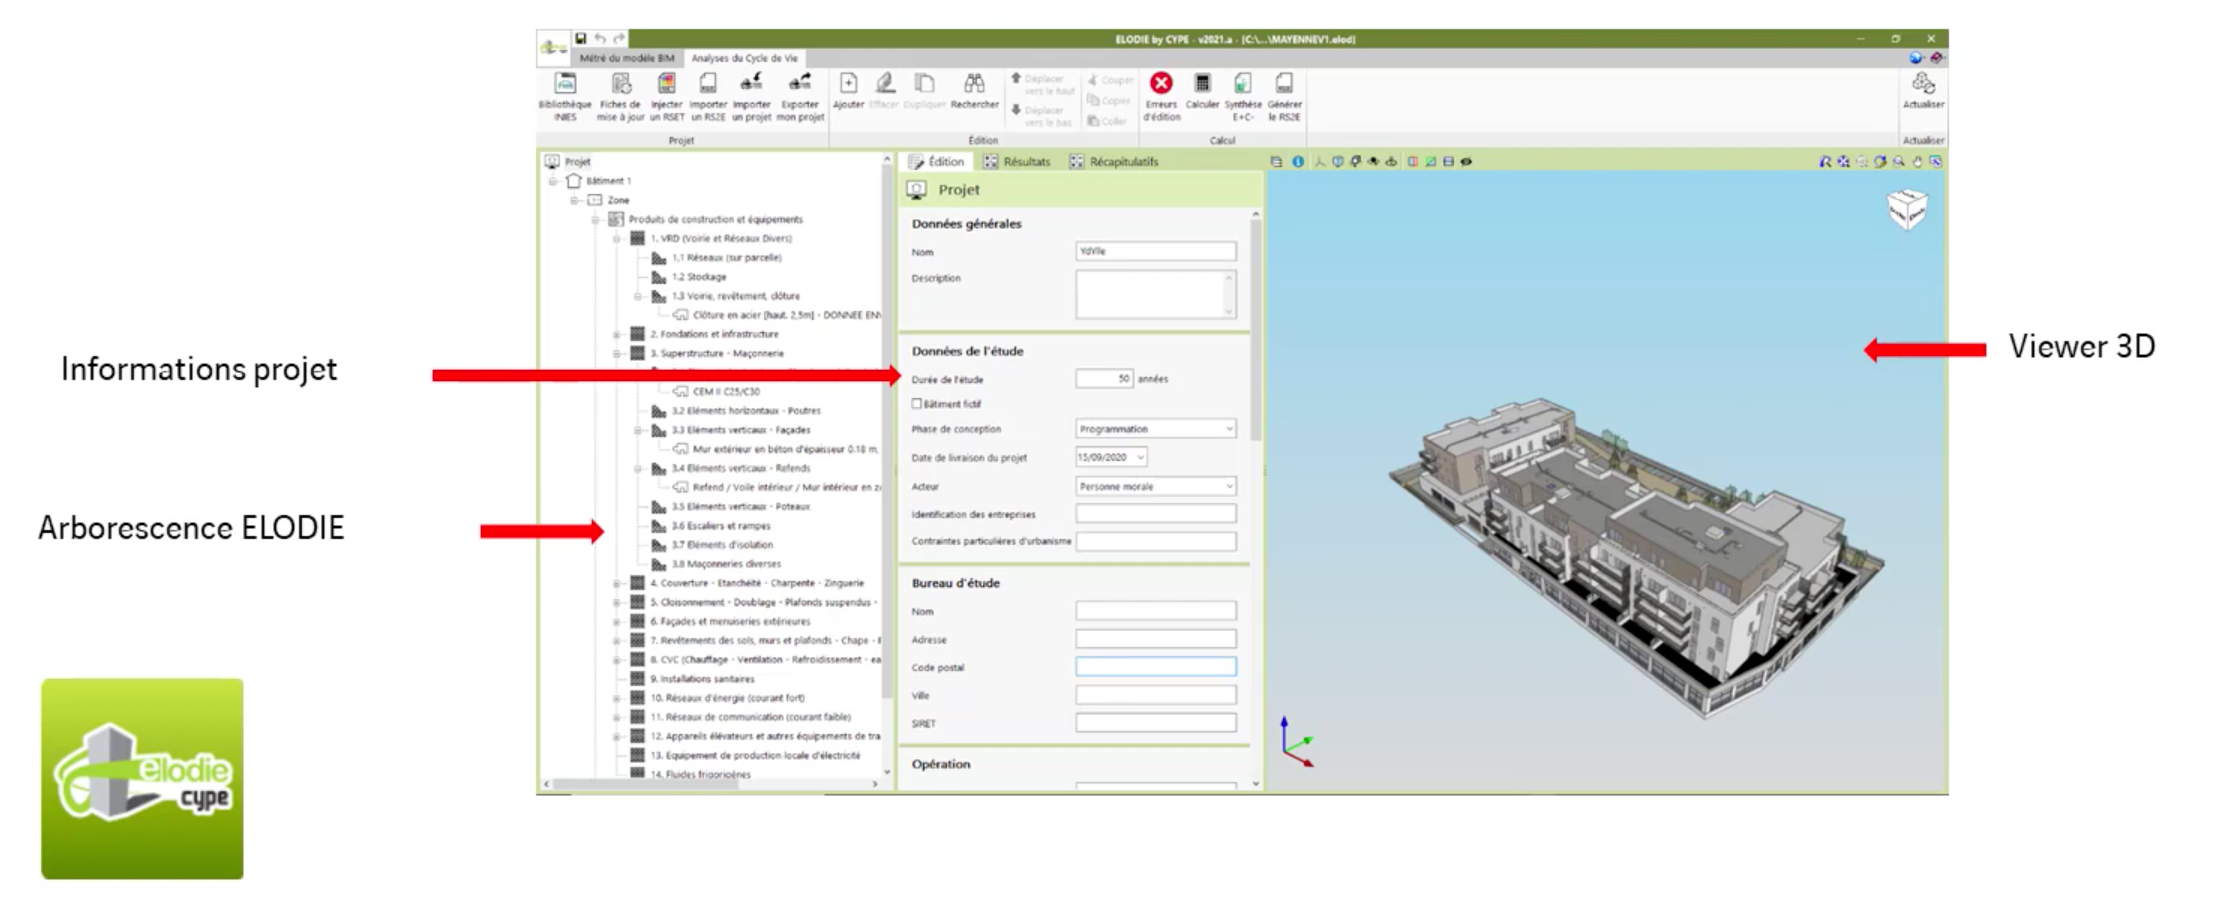 ELODIE by CYPE - v2021.a - [C:\...\MAYENNEV1.elod]
Métré du modèle BIM
Analyses du Cycle de Vie
Bibliothèque INIES
Fiches de mise à jour
Injecter un RSET
Importer un RS2E
Importer un projet
Exporter mon projet
Ajouter
Effacer
Dupliquer
Rechercher
Déplacer vers le haut
Déplacer vers le bas
Couper
Copier
Coller
Erreurs d'édition
Calculer
Synthèse E+C-
Générer le RS2E
Actualiser
Projet
Édition
Calcul
Actualiser
Projet
Bâtiment 1
Zone
Produits de construction et équipements
1. VRD (Voirie et Réseaux Divers)
1.1 Réseaux (sur parcelle)
1.2 Stockage
1.3 Voirie, revêtement, clôture
Clôture en acier [haut. 2,5m] - DONNEE EN
2. Fondations et infrastructure
3. Superstructure - Maçonnerie
CEM II C25/C30
3.2 Eléments horizontaux - Poutres
3.3 Eléments verticaux - Façades
Mur extérieur en béton d'épaisseur 0.18 m,
3.4 Eléments verticaux - Refends
Refend / Voile intérieur / Mur intérieur en
3.5 Eléments verticaux - Poteaux
3.6 Escaliers et rampes
3.7 Eléments d'isolation
3.8 Maçonneries diverses
4. Couverture - Etanchéité - Charpente - Zinguerie
5. Cloisonnement - Doublage - Plafonds suspendus -
6. Façades et menuiseries extérieures
7. Revêtements des sols, murs et plafonds - Chape -
8. CVC (Chauffage - Ventilation - Refroidissement - ea
9. Installations sanitaires
10. Réseaux d'énergie (courant fort)
11. Réseaux de communication (courant faible)
12. Appareils élévateurs et autres équipements de tra
13. Equipement de production locale d'électricité
14. Fluides frigorigènes
Édition
Résultats
Récapitulatifs
Projet
Données générales
Nom
Description
Données de l'étude
Durée de l'étude 50 années
Bâtiment fictif
Phase de conception Programmation
Date de livraison du projet 15/09/2020
Acteur Personne morale
Identification des entreprises
Contraintes particulières d'urbanisme
Bureau d'étude
Nom
Adresse
Code postal
Ville
SIRET
Opération
Viewer 3D
Informations projet
Arborescence ELODIE
elodie
cype